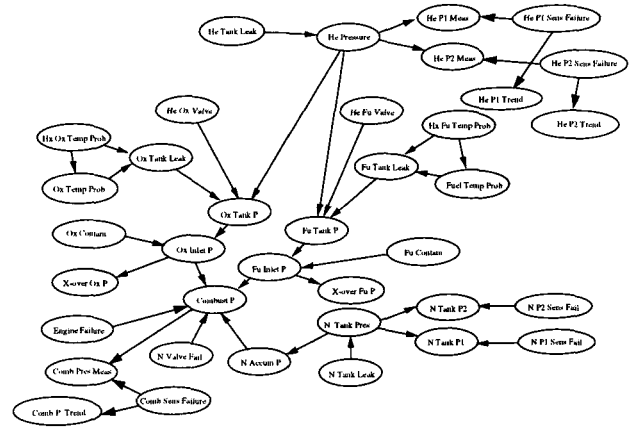 He P1 Meas
He P1 Sens Failure
He Tank Leak
He Pressure
He P2 Meas
He P2 Sens Failure
He P1 Trend
He Ox Valve
He Fu Valve
He P2 Trend
Hx Ox Temp Prob
Hx Fu Temp Prob
Ox Tank Leak
Fu Tank Leak
Ox Temp Prob
Fuel Temp Prob
Ox Tank P
Fu Tank P
Ox Contam
Ox Inlet P
Fu Contam
Fu Inlet P
X-over Ox P
X-over Fu P
Combust P
N Tank P2
N P2 Sens Fail
Engine Failure
N Tank Pres
N Tank P1
N P1 Sens Fail
N Valve Fail
N Accum P
Comb Pres Meas
N Tank Leak
Comb Sens Failure
Comb P Trend